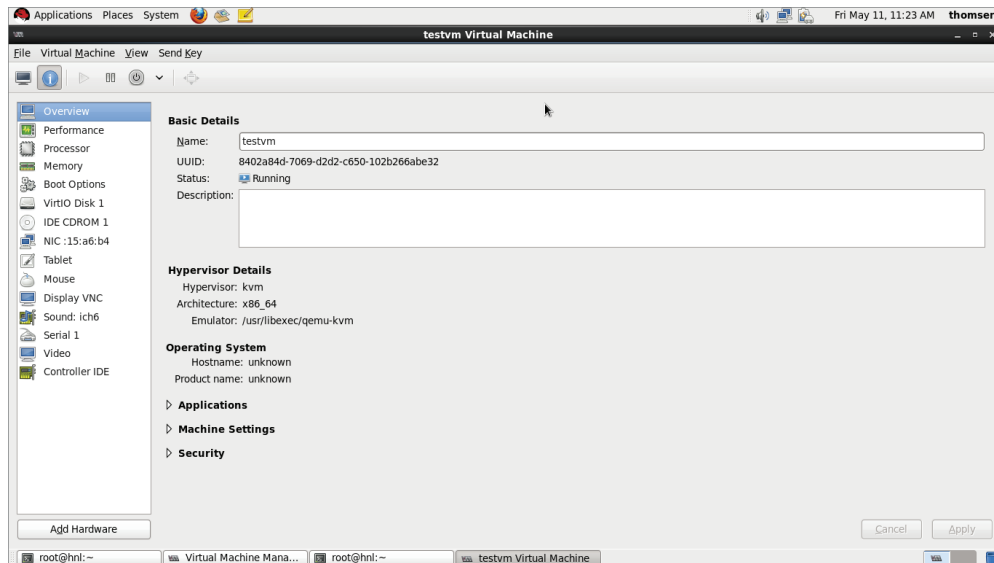 Applications Places System Fri May 11, 11:23 AM thomser
testvm Virtual Machine
File Virtual Machine View Send Key
Overview
Performance
Processor
Memory
Boot Options
VirtIO Disk 1
IDE CDROM 1
NIC :15:a6:b4
Tablet
Mouse
Display VNC
Sound: ich6
Serial 1
Video
Controller IDE
Add Hardware
Basic Details
Name: testvm
UUID: 8402a84d-7069-d2d2-c650-102b266abe32
Status: Running
Description:
Hypervisor Details
Hypervisor: kvm
Architecture: x86_64
Emulator: /usr/libexec/qemu-kvm
Operating System
Hostname: unknown
Product name: unknown
Applications
Machine Settings
Security
Cancel Apply
root@hnl:~ Virtual Machine Mana... root@hnl:~ testvm Virtual Machine